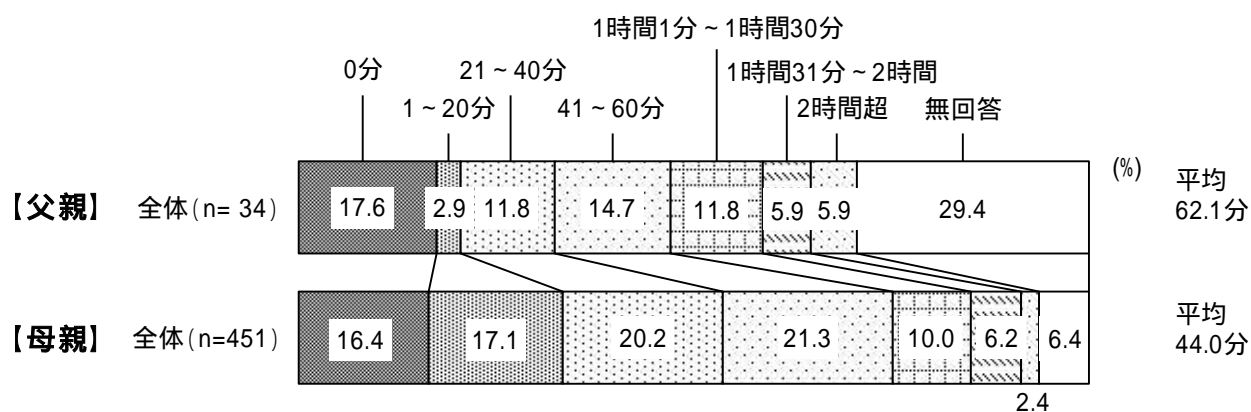 1時間1分～1時間30分
0分
21～40分
1時間31分～2時間
1～20分
41～60分
2時間超
無回答
(%)
【父親】 全体(n= 34)
17.6 2.9 11.8 14.7 11.8 5.9 5.9 29.4
平均
62.1分
【母親】 全体(n=451)
16.4 17.1 20.2 21.3 10.0 6.2 6.4
2.4
平均
44.0分